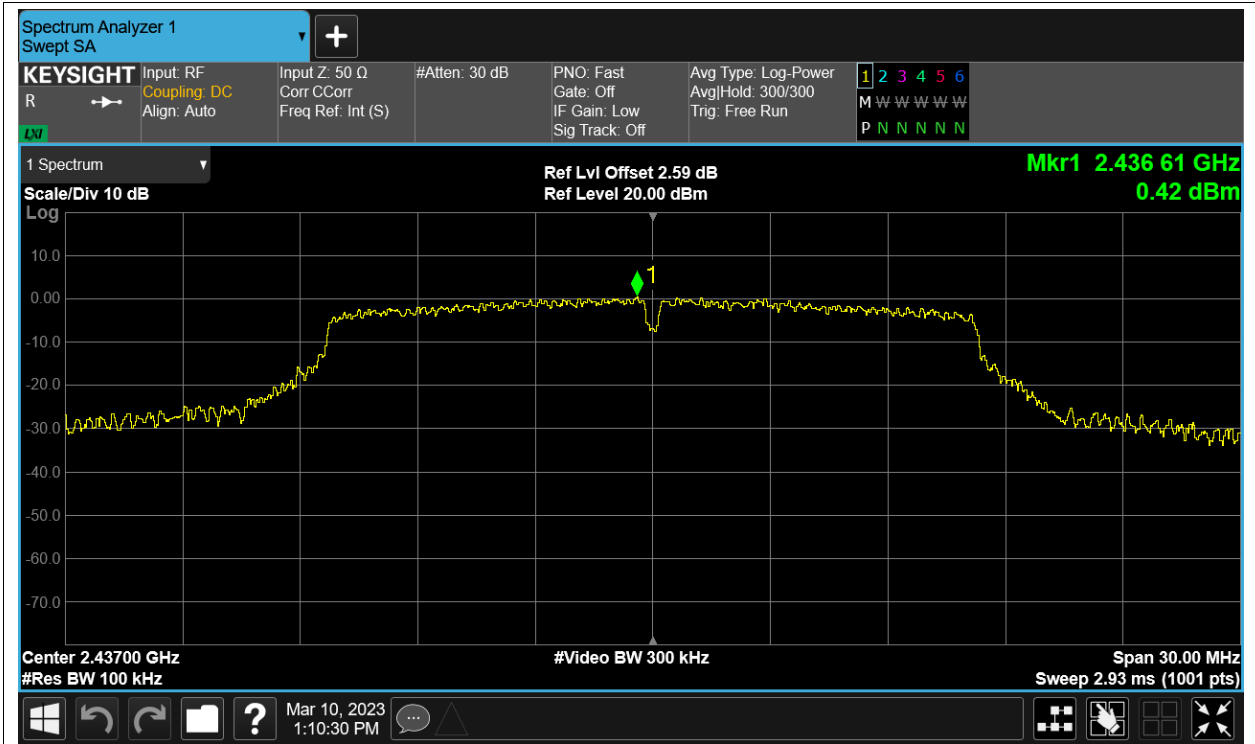 Spectrum Analyzer 1
Swept SA
KEYSIGHT
R
LXI
Input: RF
Coupling: DC
Align: Auto
Input Z: 50 Ω
Corr CCorr
Freq Ref: Int (S)
#Atten: 30 dB
PNO: Fast
Gate: Off
IF Gain: Low
Sig Track: Off
Avg Type: Log-Power
Avg|Hold: 300/300
Trig: Free Run
1 2 3 4 5 6
M W W W W W
P N N N N N
1 Spectrum
Scale/Div 10 dB
Log
Ref Lvl Offset 2.59 dB
Ref Level 20.00 dBm
Mkr1 2.436 61 GHz
0.42 dBm
10.0
0.00
-10.0
-20.0
-30.0
-40.0
-50.0
-60.0
-70.0
1
Center 2.43700 GHz
#Res BW 100 kHz
#Video BW 300 kHz
Span 30.00 MHz
Sweep 2.93 ms (1001 pts)
?
Mar 10, 2023
1:10:30 PM